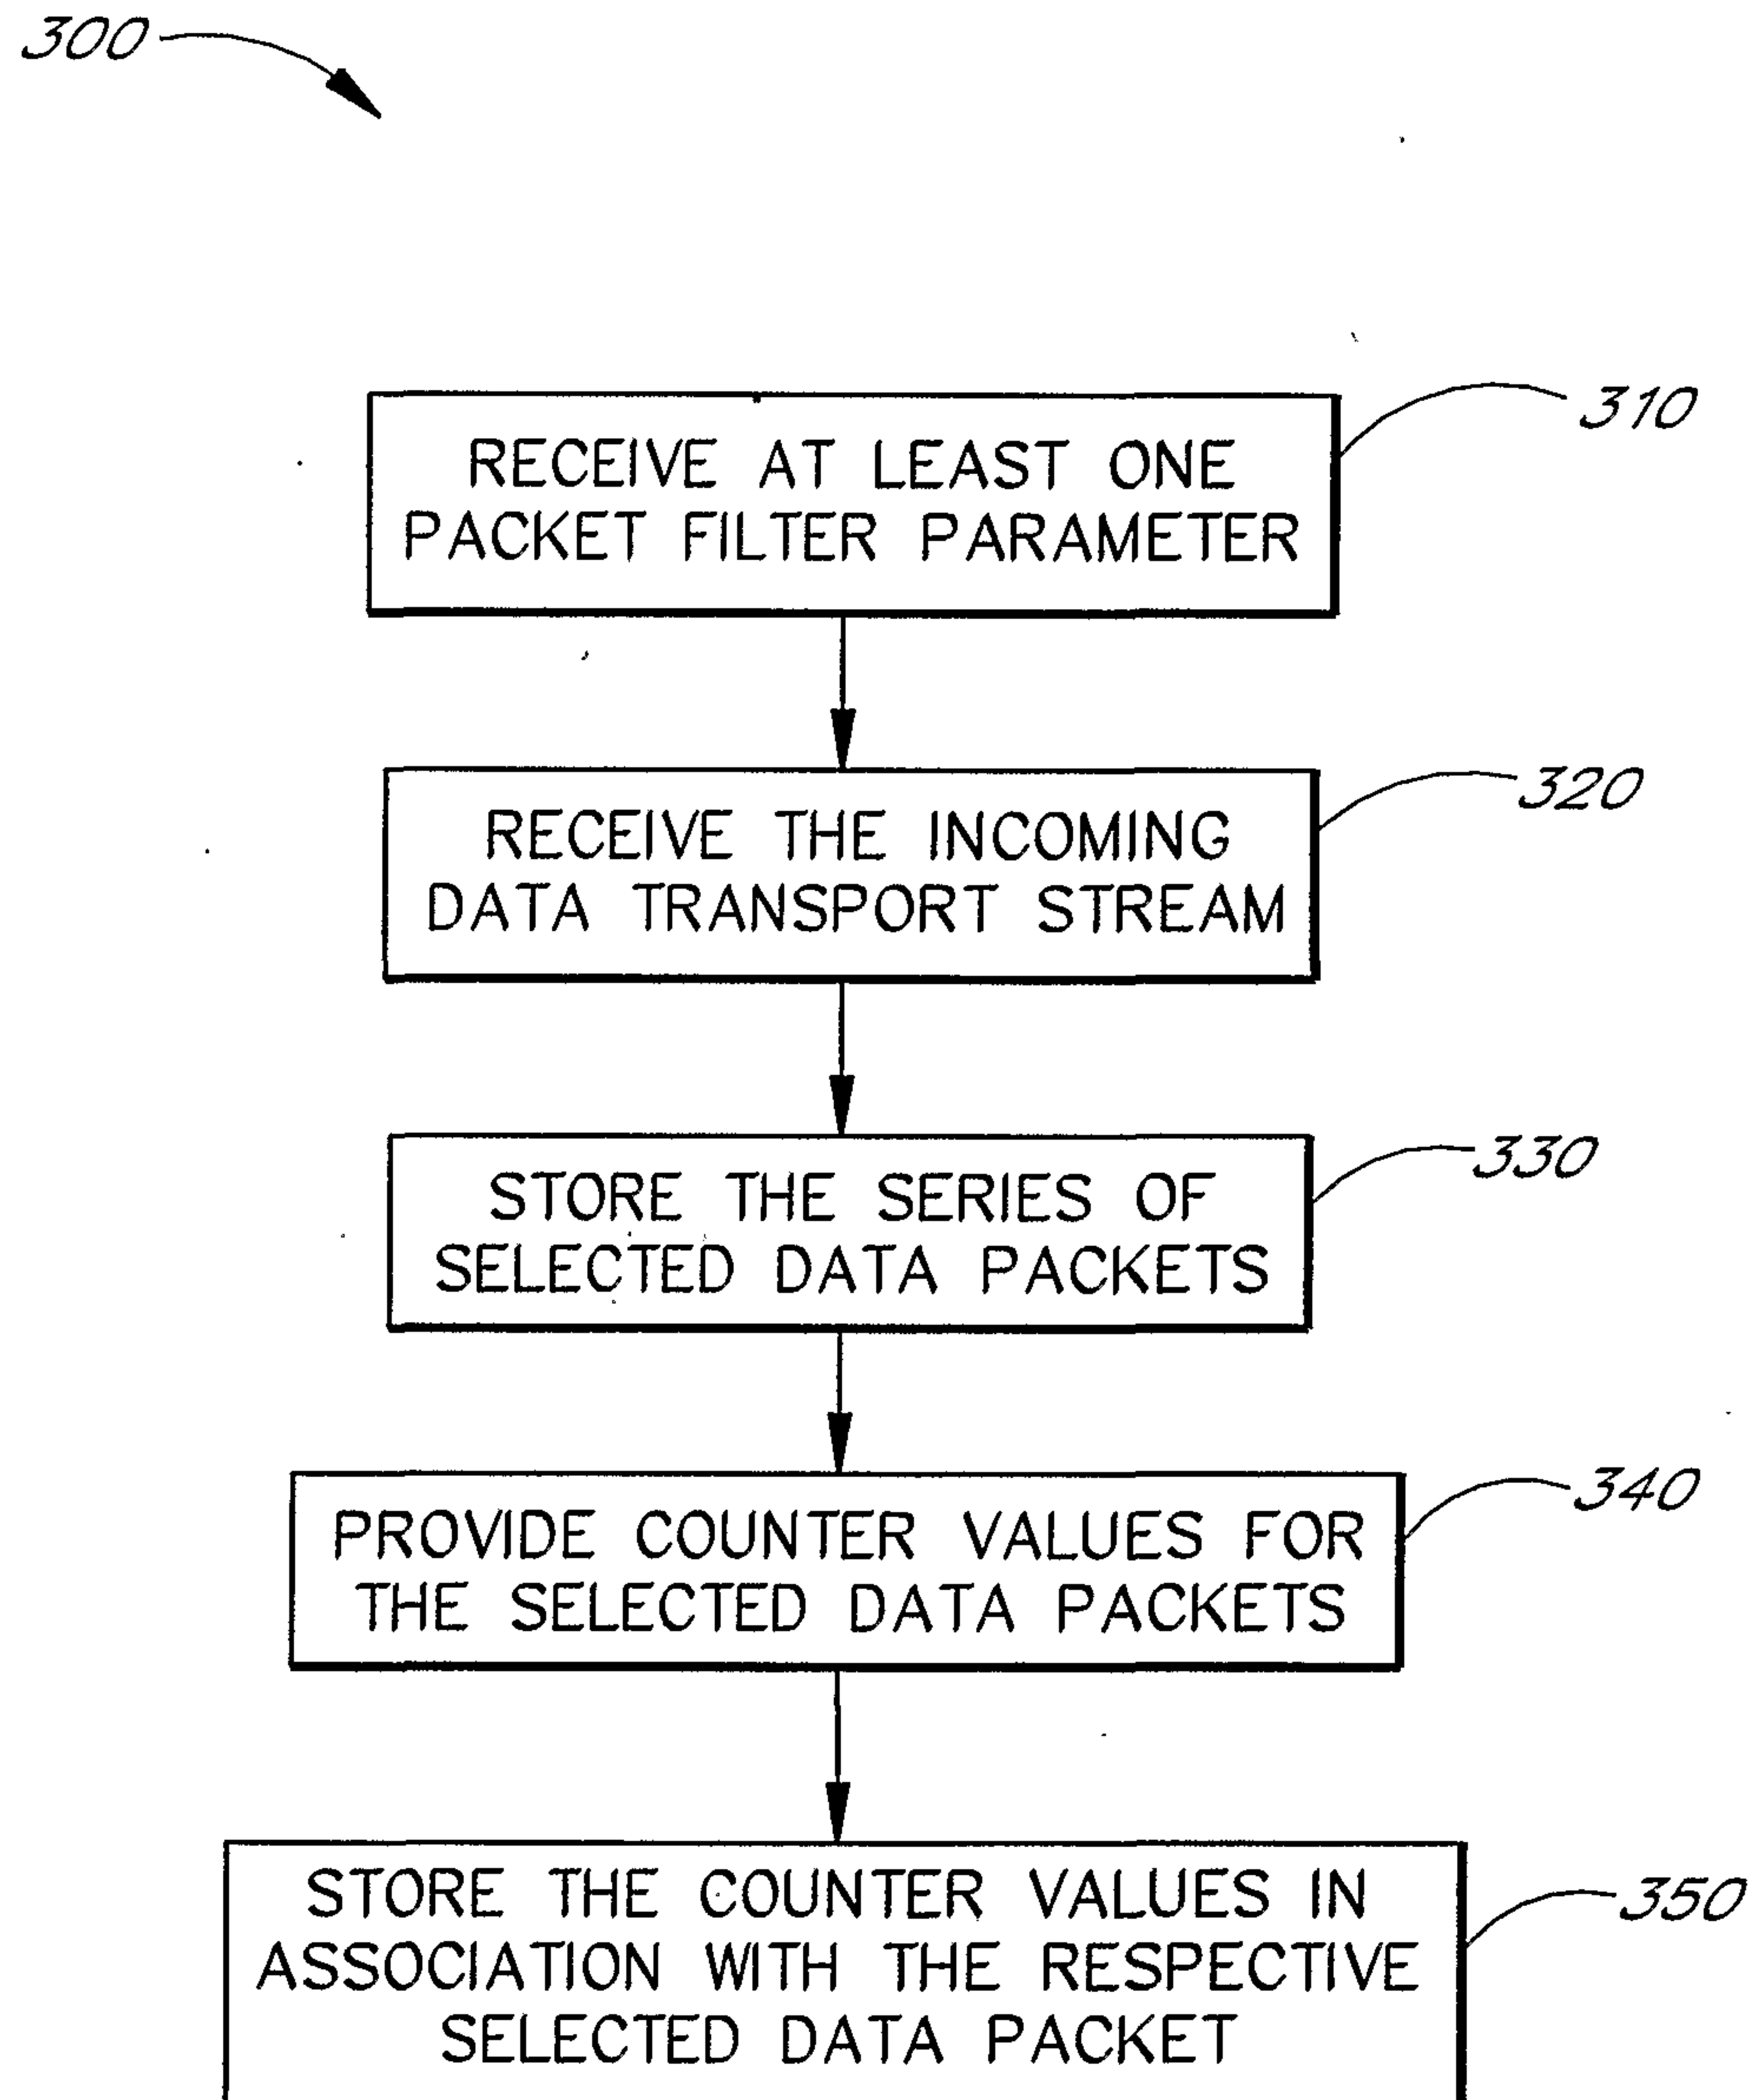 300
310
RECEIVE AT LEAST ONE
PACKET FILTER PARAMETER
320
RECEIVE THE INCOMING
DATA TRANSPORT STREAM
330
STORE THE SERIES OF
SELECTED DATA PACKETS
340
PROVIDE COUNTER VALUES FOR
THE SELECTED DATA PACKETS
350
STORE THE COUNTER VALUES IN
ASSOCIATION WITH THE RESPECTIVE
SELECTED DATA PACKET